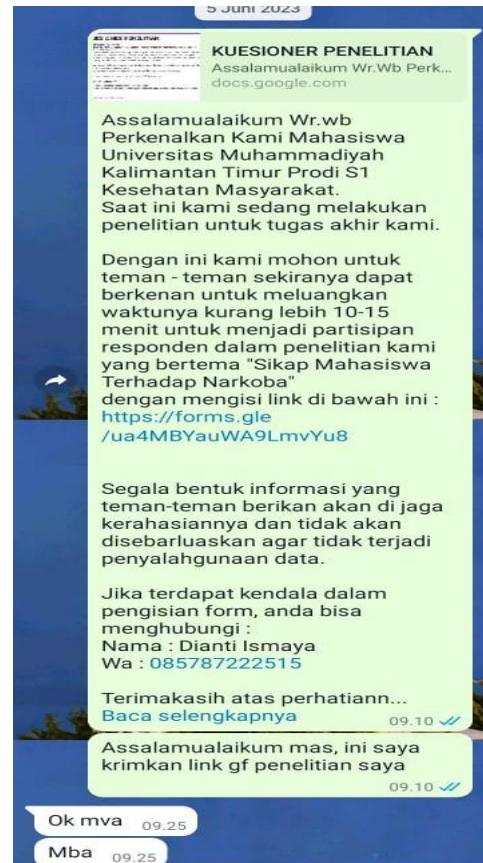 5 Juni 2023
KUESIONER PENELITIAN
Assalamualaikum Wr.Wb Perk...
docs.google.com
Assalamualaikum Wr.wb
Perkenalkan Kami Mahasiswa
Universitas Muhammadiyah
Kalimantan Timur Prodi S1
Kesehatan Masyarakat.
Saat ini kami sedang melakukan
penelitian untuk tugas akhir kami.
Dengan ini kami mohon untuk
teman - teman sekiranya dapat
berkenan untuk meluangkan
waktunya kurang lebih 10-15
menit untuk menjadi partisipan
responden dalam penelitian kami
yang bertema "Sikap Mahasiswa
Terhadap Narkoba"
dengan mengisi link di bawah ini :
https://forms.gle
/ua4MBYauWA9LmvYu8
Segala bentuk informasi yang
teman-teman berikan akan di jaga
kerahasiannya dan tidak akan
disebarluaskan agar tidak terjadi
penyalahgunaan data.
Jika terdapat kendala dalam
pengisian form, anda bisa
menghubungi :
Nama : Dianti Ismaya
Wa : 085787222515
Terimakasih atas perhatiann...
Baca selengkapnya 09.10
Assalamualaikum mas, ini saya
krimkan link gf penelitian saya
09.10
Ok mva 09.25
Mba 09.25